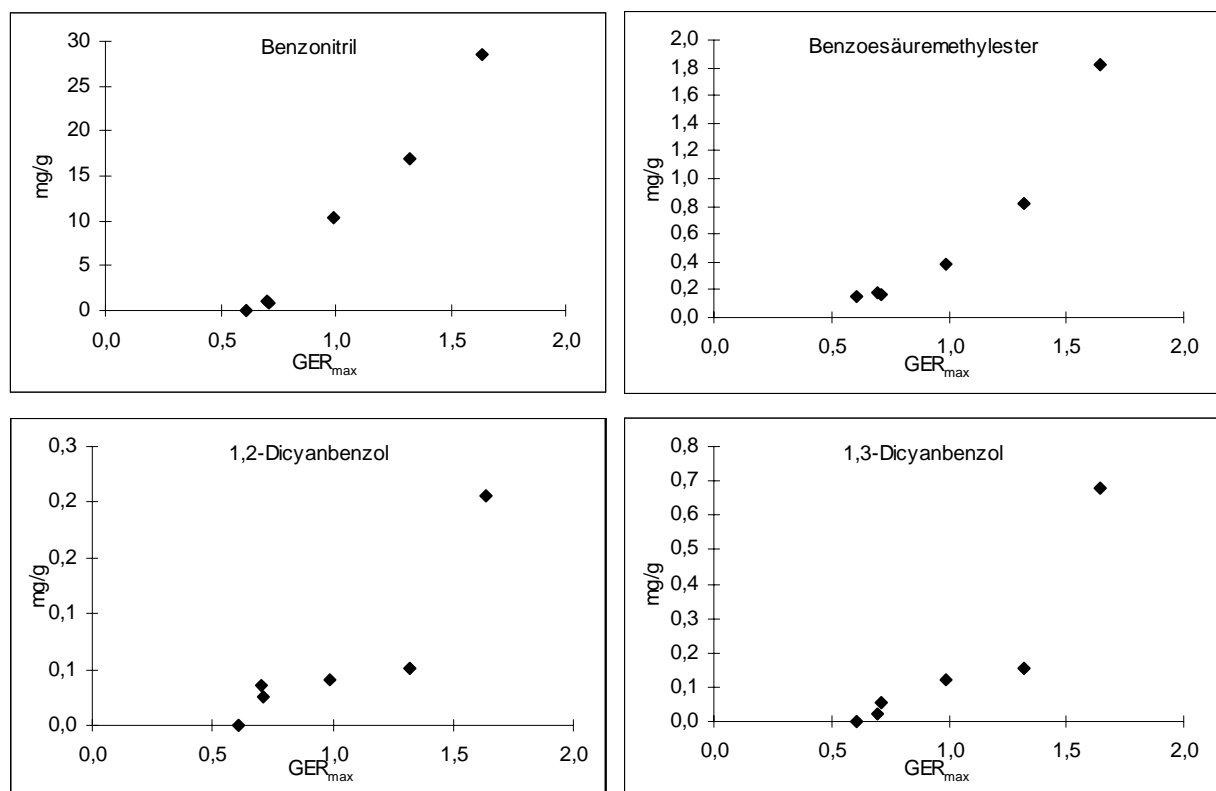 Benzonitril
30
25
20
15
10
5
0
mg/g
0,0 0,5 1,0 1,5 2,0
GERmax
Benzoesäuremethylester
2,0
1,8
1,6
1,4
1,2
1,0
0,8
0,6
0,4
0,2
0,0
mg/g
0,0 0,5 1,0 1,5 2,0
GERmax
1,2-Dicyanbenzol
0,3
0,2
0,2
0,1
0,1
0,0
mg/g
0,0 0,5 1,0 1,5 2,0
GERmax
1,3-Dicyanbenzol
0,8
0,7
0,6
0,5
0,4
0,3
0,2
0,1
0,0
mg/g
0,0 0,5 1,0 1,5 2,0
GERmax